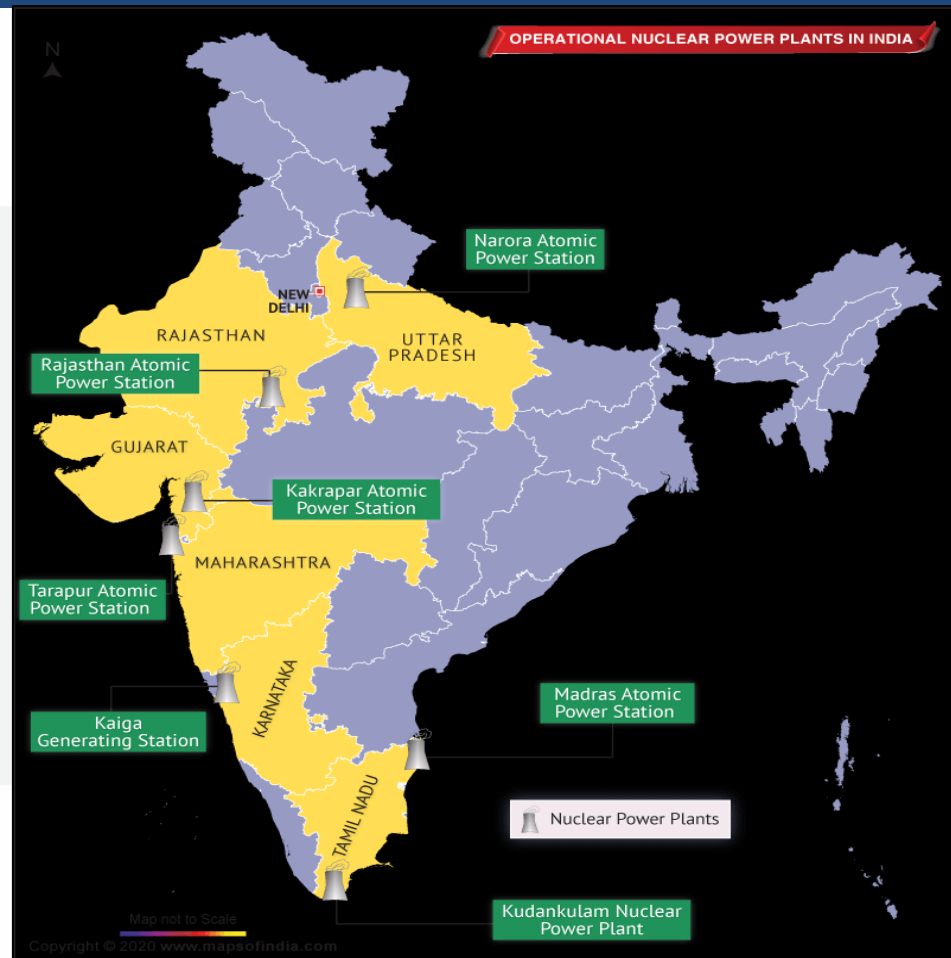 OPERATIONAL NUCLEAR POWER PLANTS IN INDIA
N
Narora Atomic
Power Station
NEW
DELHI
RAJASTHAN
UTTAR
PRADESH
Rajasthan Atomic
Power Station
GUJARAT
Kakrapar Atomic
Power Station
MAHARASHTRA
Tarapur Atomic
Power Station
KARNATAKA
Madras Atomic
Power Station
Kaiga
Generating Station
TAMIL NADU
Nuclear Power Plants
Kudankulam Nuclear
Power Plant
Map not to Scale
Copyright © 2020 www.mapsofindia.com